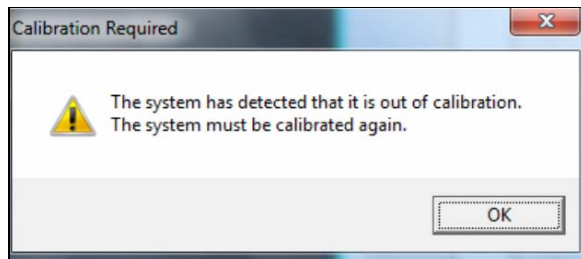 Calibration Required
The system has detected that it is out of calibration.
The system must be calibrated again.
OK